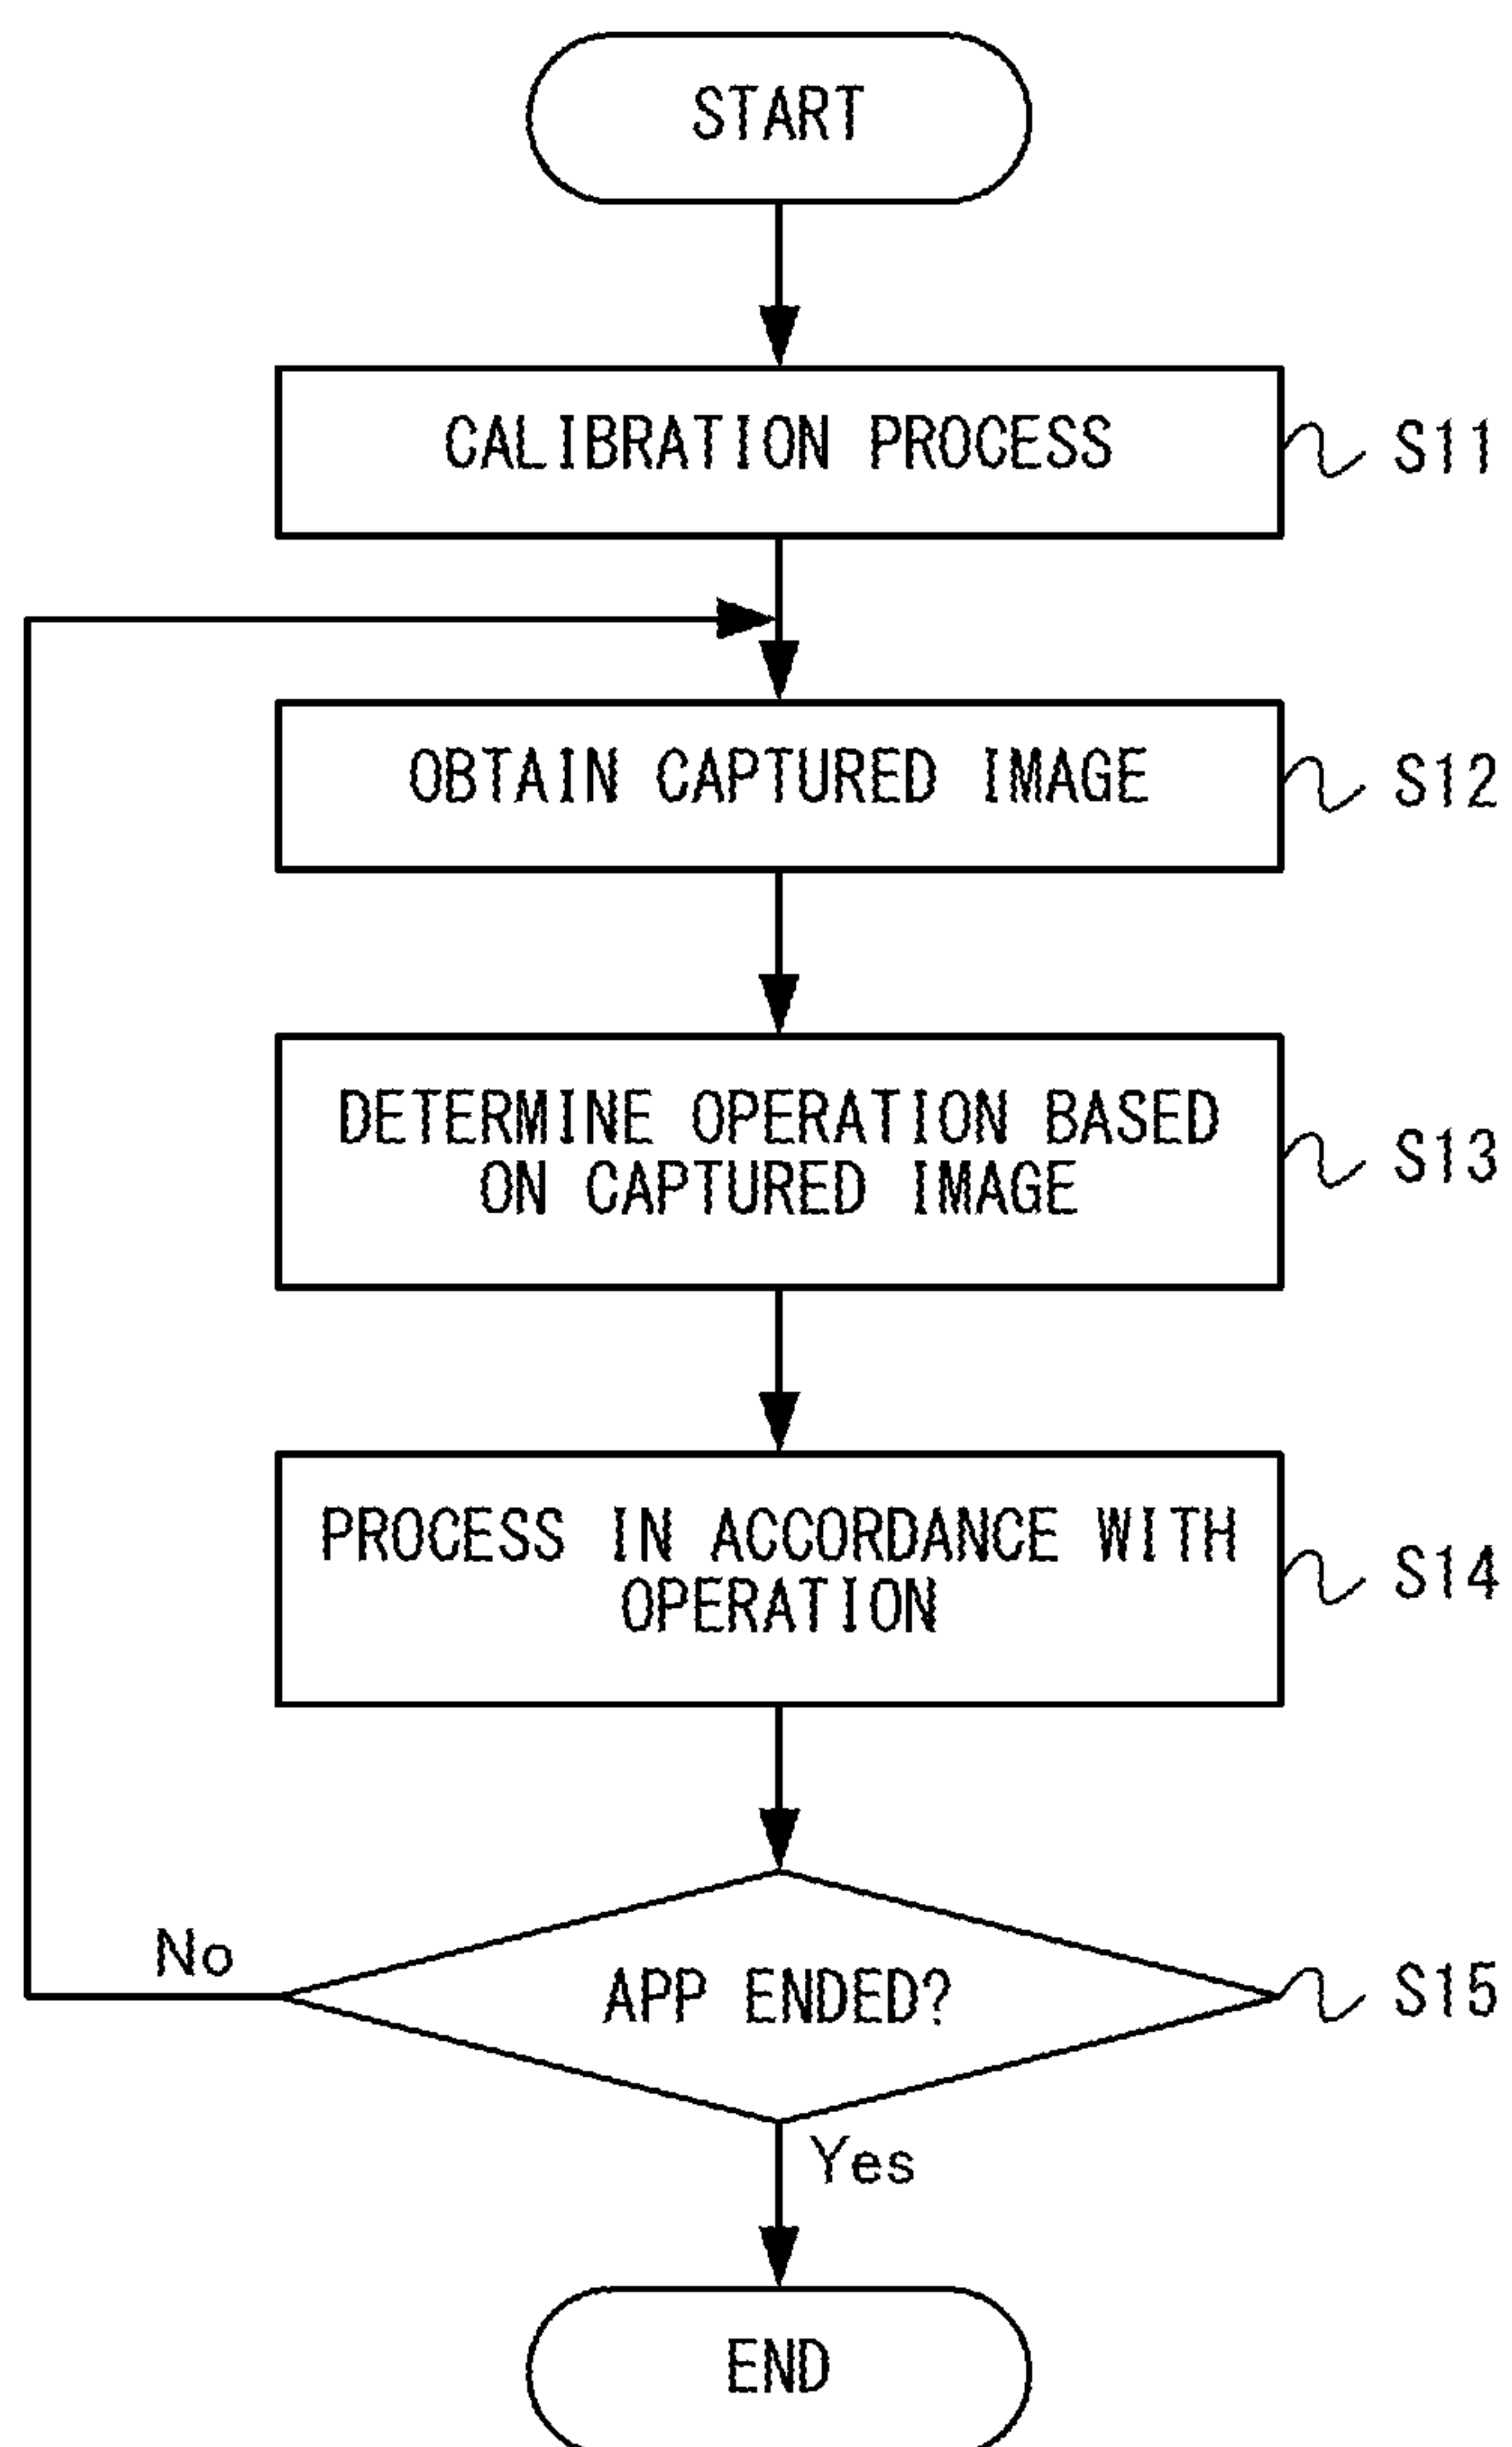 START
CALIBRATION PROCESS
S11
OBTAIN CAPTURED IMAGE
S12
DETERMINE OPERATION BASED
ON CAPTURED IMAGE
S13
PROCESS IN ACCORDANCE WITH
OPERATION
S14
No
APP ENDED?
S15
Yes
END